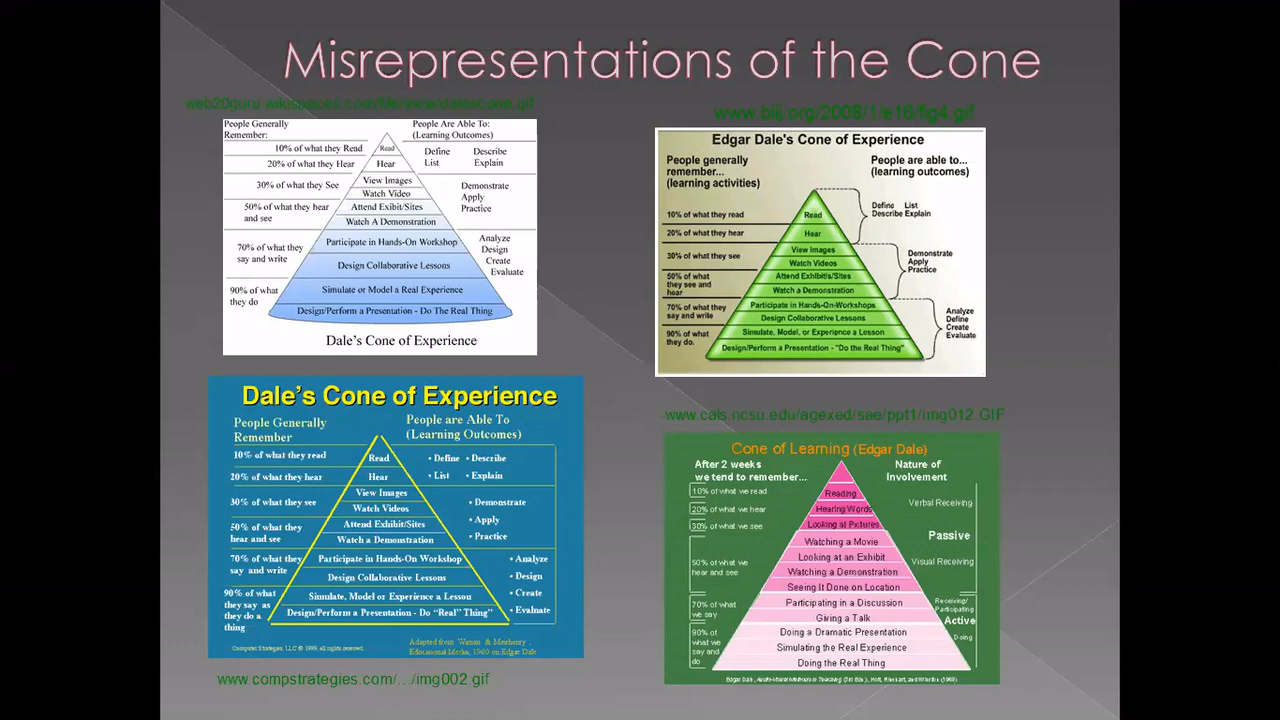 Misrepresentations of the Cone
web20guru.wikispaces.com/file/view/dalescone.gif
People Generally
Remember:
People Are Able To:
(Learning Outcomes)
10% of what they Read
20% of what they Hear
30% of what they See
50% of what they hear
and see
70% of what they
say and write
90% of what
they do
Read
Hear
View Images
Watch Video
Attend Exibit/Sites
Watch A Demonstration
Participate in Hands-On Workshop
Design Collaborative Lessons
Simulate or Model a Real Experience
Design/Perform a Presentation - Do The Real Thing
Define Describe
List Explain
Demonstrate
Apply
Practice
Analyze
Design
Create
Evaluate
Dale's Cone of Experience
www.blij.org/2008/1/e16/fig4.gif
Edgar Dale's Cone of Experience
People generally
remember...
(learning activities)
People are able to...
(learning outcomes)
10% of what they read
20% of what they hear
30% of what they see
50% of what
they see and
hear
70% of what they
say and write
90% of what
they do.
Read
Hear
View Images
Watch Videos
Attend Exhibits/Sites
Watch a Demonstration
Participate in Hands-On-Workshops
Design Collaborative Lessons
Simulate, Model, or Experience a Lesson
Design/Perform a Presentation - "Do the Real Thing"
Define List
Describe Explain
Demonstrate
Apply
Practice
Analyze
Define
Create
Evaluate
Dale's Cone of Experience
People Generally
Remember
People are Able To
(Learning Outcomes)
10% of what they read
20% of what they hear
30% of what they see
50% of what they
hear and see
70% of what they
say and write
90% of what
they say as
they do a
thing
Read
Hear
View Images
Watch Videos
Attend Exhibit/Sites
Watch a Demonstration
Participate in Hands-On Workshop
Design Collaborative Lessons
Simulate, Model or Experience a Lesson
Design/Perform a Presentation - Do "Real" Thing"
• Define • Describe
• List • Explain
• Demonstrate
• Apply
• Practice
• Analyze
• Design
• Create
• Evaluate
Computer Strategies, LLC © 1999. All rights reserved.
Adapted from
Educational Media, 1960 on Edgar Dale
www.compstrategies.com/.../img002.gif
www.cals.ncsu.edu/agexed/sae/ppt1/img012.GIF
Cone of Learning (Edgar Dale)
After 2 weeks
we tend to remember...
Nature of
Involvement
10% of what we read
20% of what we hear
30% of what we see
50% of what we
hear and see
70% of what
we say
90% of
what we
say and
do
Reading
Hearing Words
Looking at Pictures
Watching a Movie
Looking at an Exhibit
Watching a Demonstration
Seeing It Done on Location
Participating in a Discussion
Giving a Talk
Doing a Dramatic Presentation
Simulating the Real Experience
Doing the Real Thing
Verbal Receiving
Passive
Visual Receiving
Receiving/
Participating
Active
Doing
Edgar Dale, Audio-Visual Methods in Teaching